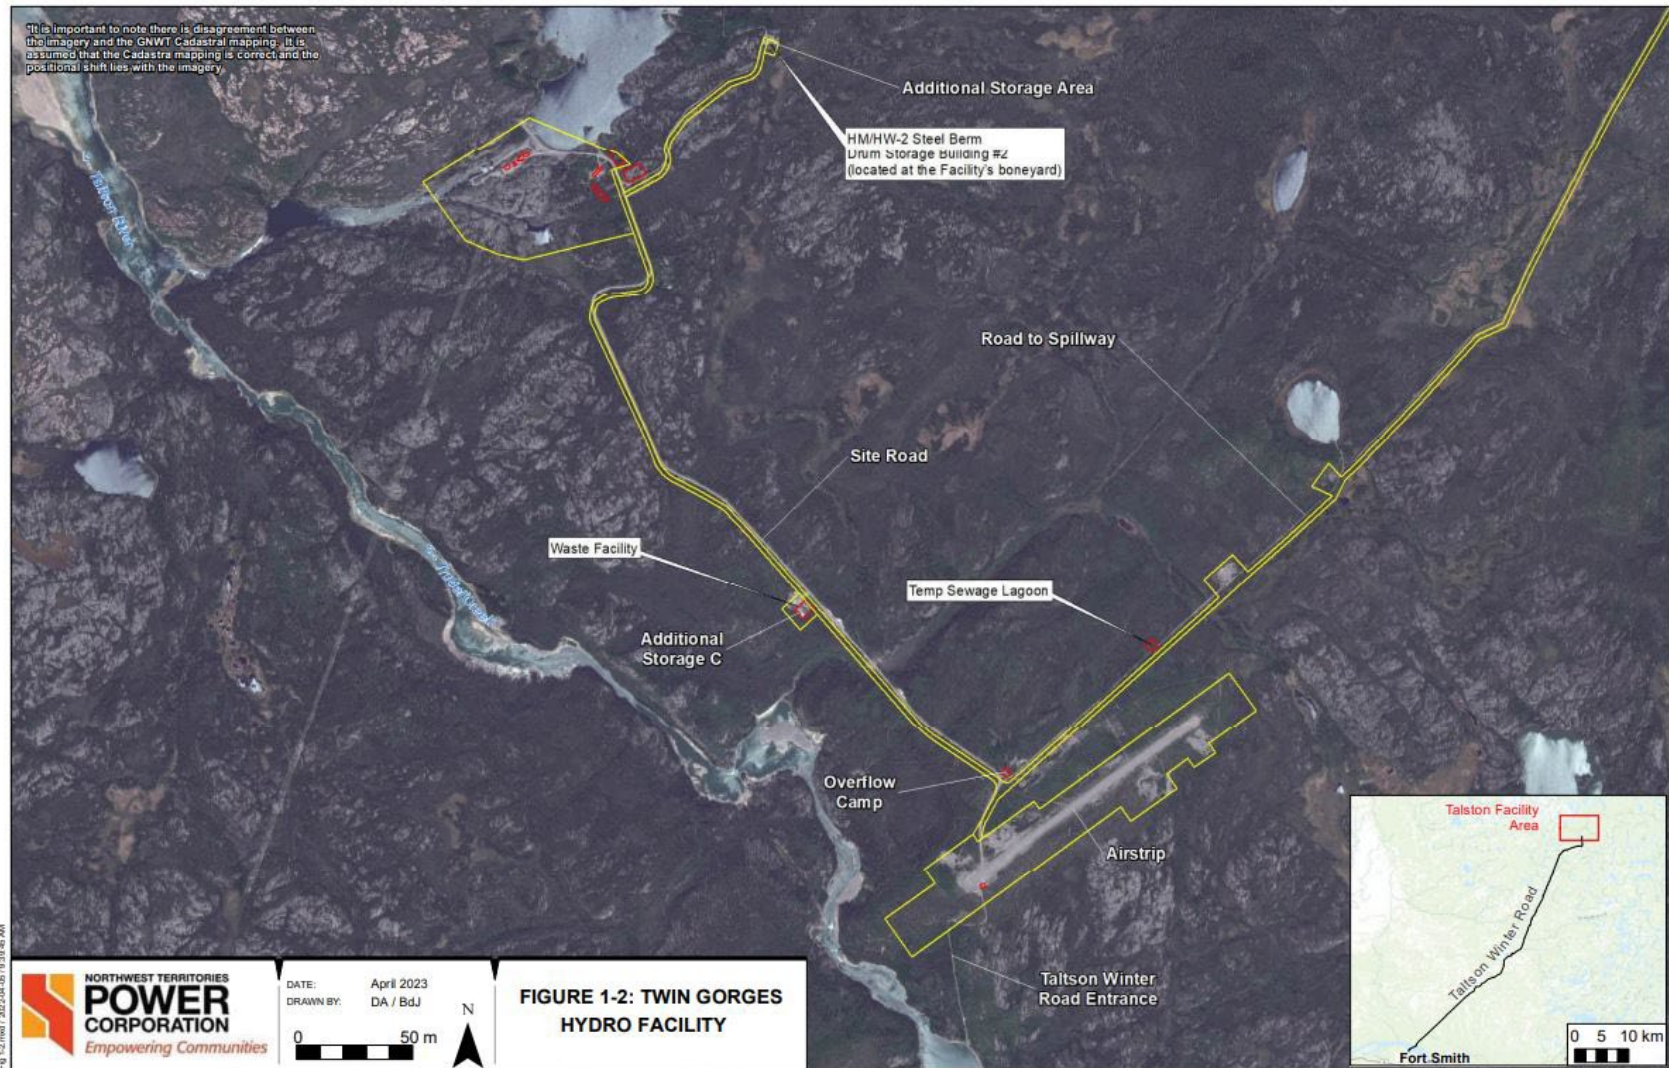 *It is important to note there is disagreement between
the imagery and the GNWT Cadastral mapping. It is
assumed that the Cadastra mapping is correct and the
positional shift lies with the imagery
Additional Storage Area
HM/HW-2 Steel Berm
Drum Storage Building #2
(located at the Facility's boneyard)
Road to Spillway
Site Road
Waste Facility
Temp Sewage Lagoon
Additional
Storage C
Overflow
Camp
Airstrip
Taltson Winter
Road Entrance
Talston Facility
Area
Taltson Winter Road
Fort Smith
0 5 10 km
NORTHWEST TERRITORIES
POWER
CORPORATION
Empowering Communities
DATE: April 2023
DRAWN BY: DA / BdJ
0 50 m
N
FIGURE 1-2: TWIN GORGES
HYDRO FACILITY